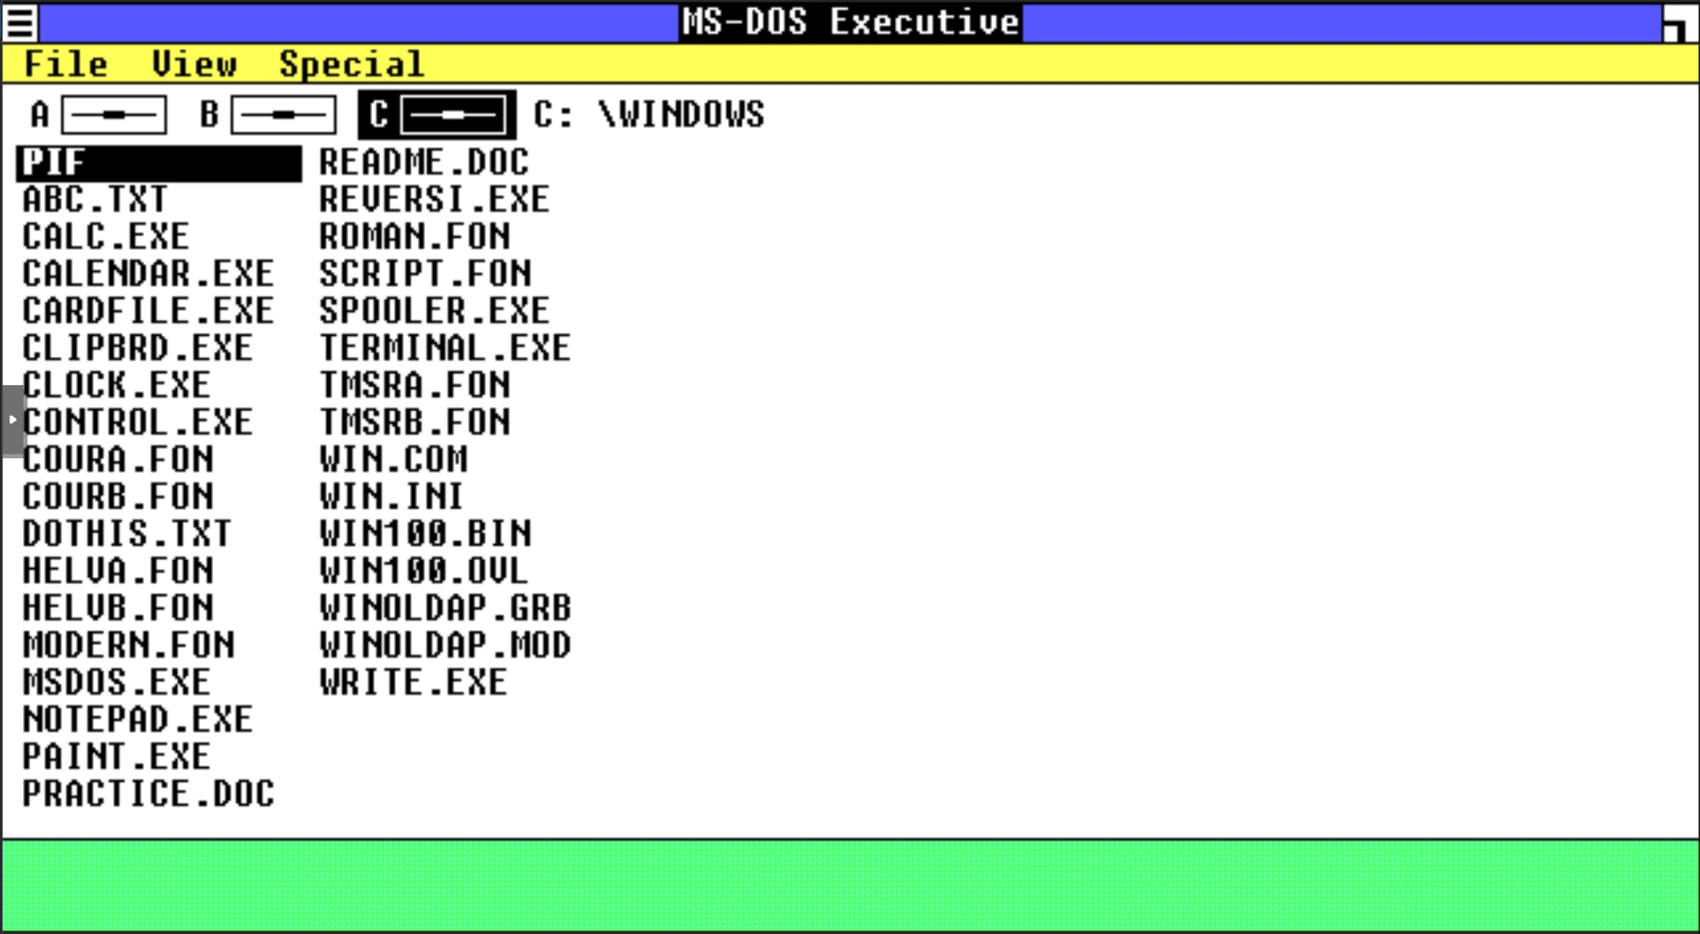 MS-DOS Executive
File View Special
A B C C: \WINDOWS
PIF
ABC.TXT
CALC.EXE
CALENDAR.EXE
CARDFILE.EXE
CLIPBRD.EXE
CLOCK.EXE
CONTROL.EXE
COURA.FON
COURB.FON
DOTHIS.TXT
HELVA.FON
HELVB.FON
MODERN.FON
MSDOS.EXE
NOTEPAD.EXE
PAINT.EXE
PRACTICE.DOC
README.DOC
REVERSI.EXE
ROMAN.FON
SCRIPT.FON
SPOOLER.EXE
TERMINAL.EXE
TMSRA.FON
TMSRB.FON
WIN.COM
WIN.INI
WIN100.BIN
WIN100.OVL
WINOLDAP.GRB
WINOLDAP.MOD
WRITE.EXE